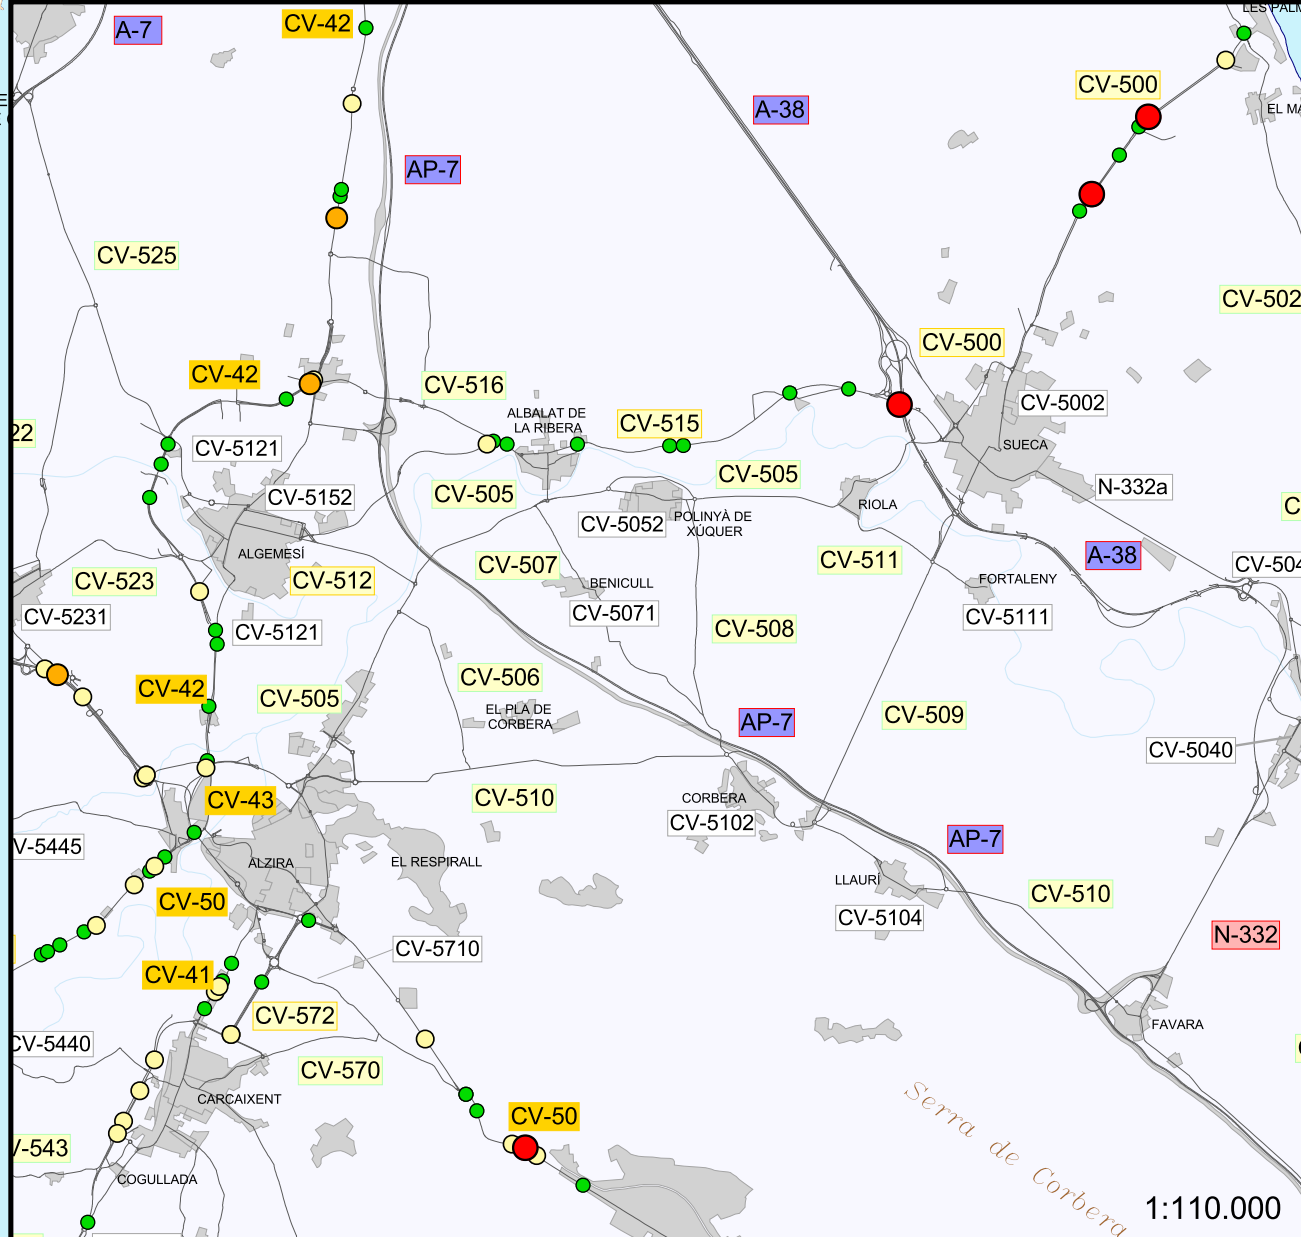 LES PALM
A-7
CV-42
CV-500
A-38
EL MA
AP-7
CV-525
CV-502
CV-500
CV-42
CV-516
CV-5002
ALBALAT DE
LA RIBERA
CV-515
22
CV-5121
SUECA
CV-505
CV-505
N-332a
CV-5152
RIOLA
CV-5052
POLINYÀ DE
XÚQUER
ALGEMESÍ
A-38
CV-511
CV-504
CV-507
CV-523
CV-512
BENICULL
FORTALENY
CV-5231
CV-5071
CV-5111
CV-5121
CV-508
CV-506
CV-42
CV-505
EL PLA DE
CORBERA
CV-509
AP-7
CV-5040
CV-43
CV-510
CORBERA
CV-5102
V-5445
AP-7
ALZIRA
EL RESPIRALL
LLAURÍ
CV-510
CV-50
CV-5104
N-332
CV-5710
CV-41
CV-572
FAVARA
CV-5440
CV-570
CARCAIXENT
CV-50
Serra de Corbera
V-543
COGULLADA
1:110.000